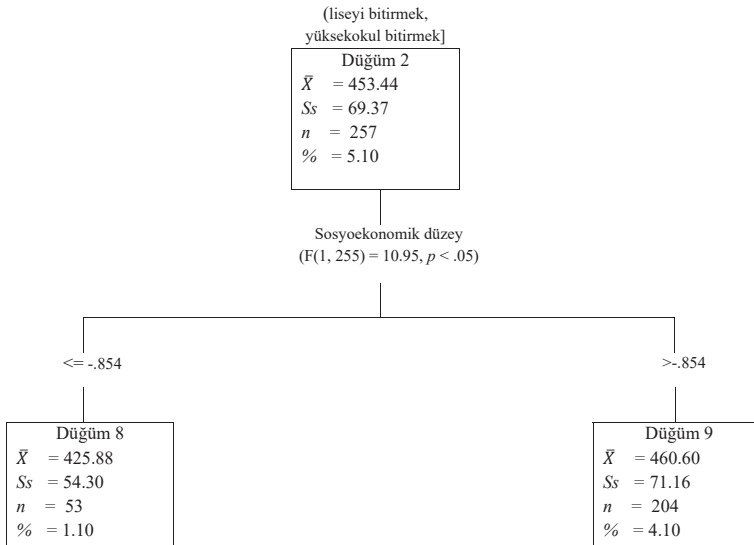 (liseyi bitirmek,
yüksekokul bitirmek]
Düğüm 2
X̄ = 453.44
Ss = 69.37
n = 257
% = 5.10
Sosyoekonomik düzey
(F(1, 255) = 10.95, p < .05)
<= -.854
>-.854
Düğüm 8
X̄ = 425.88
Ss = 54.30
n = 53
% = 1.10
Düğüm 9
X̄ = 460.60
Ss = 71.16
n = 204
% = 4.10